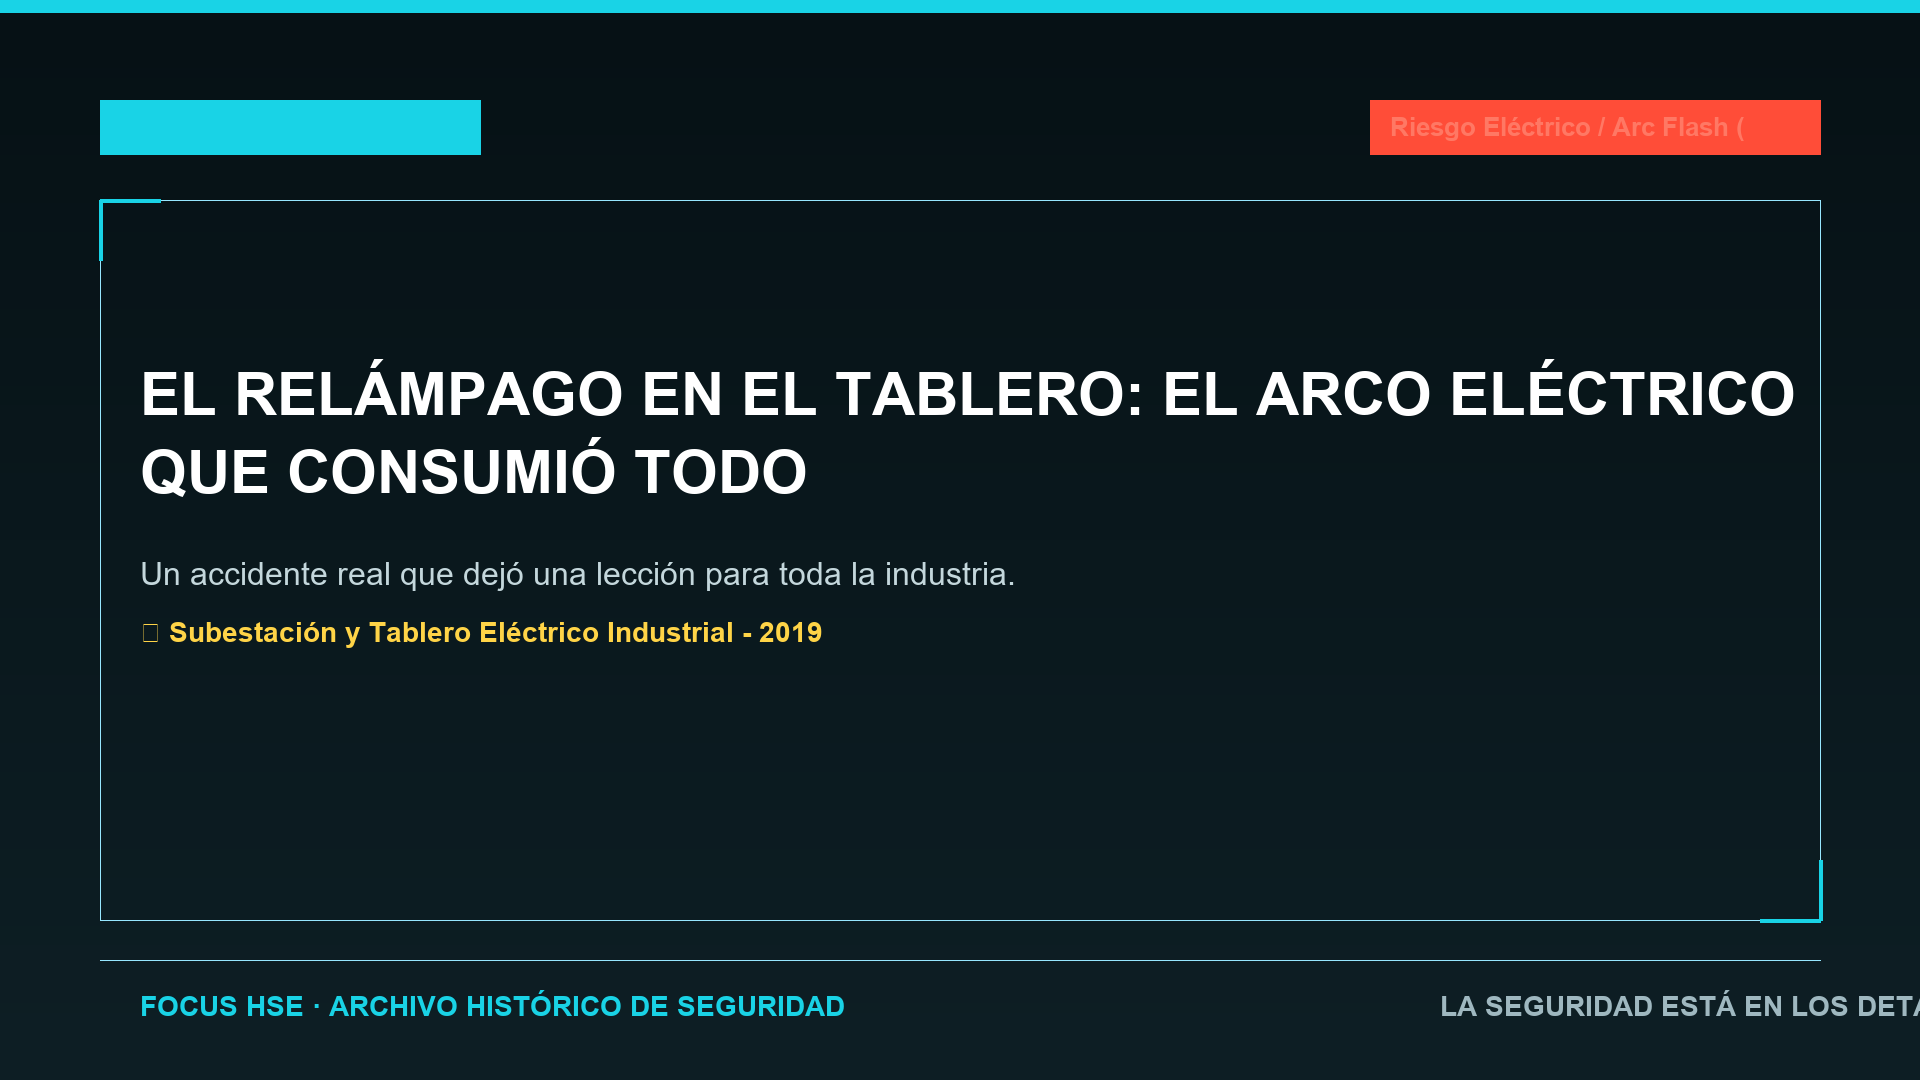 Riesgo Eléctrico / Arc Flash (
EL RELÁMPAGO EN EL TABLERO: EL ARCO ELÉCTRICO
QUE CONSUMIÓ TODO
Un accidente real que dejó una lección para toda la industria.
Subestación y Tablero Eléctrico Industrial - 2019
FOCUS HSE · ARCHIVO HISTÓRICO DE SEGURIDAD
LA SEGURIDAD ESTÁ EN LOS DETA